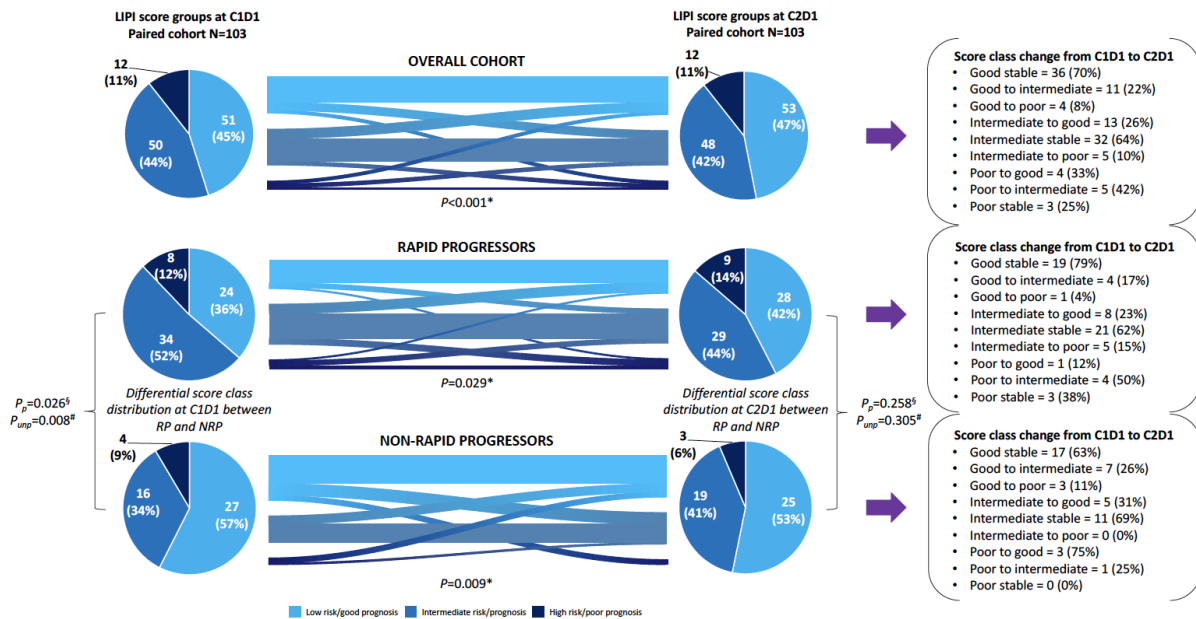 LIPI score groups at C1D1
Paired cohort N=103
LIPI score groups at C2D1
Paired cohort N=103
OVERALL COHORT
12
(11%)
51
(45%)
50
(44%)
12
(11%)
53
(47%)
48
(42%)
P<0.001*
Score class change from C1D1 to C2D1
• Good stable = 36 (70%)
• Good to intermediate = 11 (22%)
• Good to poor = 4 (8%)
• Intermediate to good = 13 (26%)
• Intermediate stable = 32 (64%)
• Intermediate to poor = 5 (10%)
• Poor to good = 4 (33%)
• Poor to intermediate = 5 (42%)
• Poor stable = 3 (25%)
RAPID PROGRESSORS
8
(12%)
24
(36%)
34
(52%)
9
(14%)
28
(42%)
29
(44%)
P=0.029*
Score class change from C1D1 to C2D1
• Good stable = 19 (79%)
• Good to intermediate = 4 (17%)
• Good to poor = 1 (4%)
• Intermediate to good = 8 (23%)
• Intermediate stable = 21 (62%)
• Intermediate to poor = 5 (15%)
• Poor to good = 1 (12%)
• Poor to intermediate = 4 (50%)
• Poor stable = 3 (38%)
Pp=0.026§
Punp=0.008#
Differential score class
distribution at C1D1 between
RP and NRP
Differential score class
distribution at C2D1 between
RP and NRP
Pp=0.258§
Punp=0.305#
NON-RAPID PROGRESSORS
4
(9%)
16
(34%)
27
(57%)
3
(6%)
19
(41%)
25
(53%)
P=0.009*
Score class change from C1D1 to C2D1
• Good stable = 17 (63%)
• Good to intermediate = 7 (26%)
• Good to poor = 3 (11%)
• Intermediate to good = 5 (31%)
• Intermediate stable = 11 (69%)
• Intermediate to poor = 0 (0%)
• Poor to good = 3 (75%)
• Poor to intermediate = 1 (25%)
• Poor stable = 0 (0%)
Low risk/good prognosis
Intermediate risk/prognosis
High risk/poor prognosis